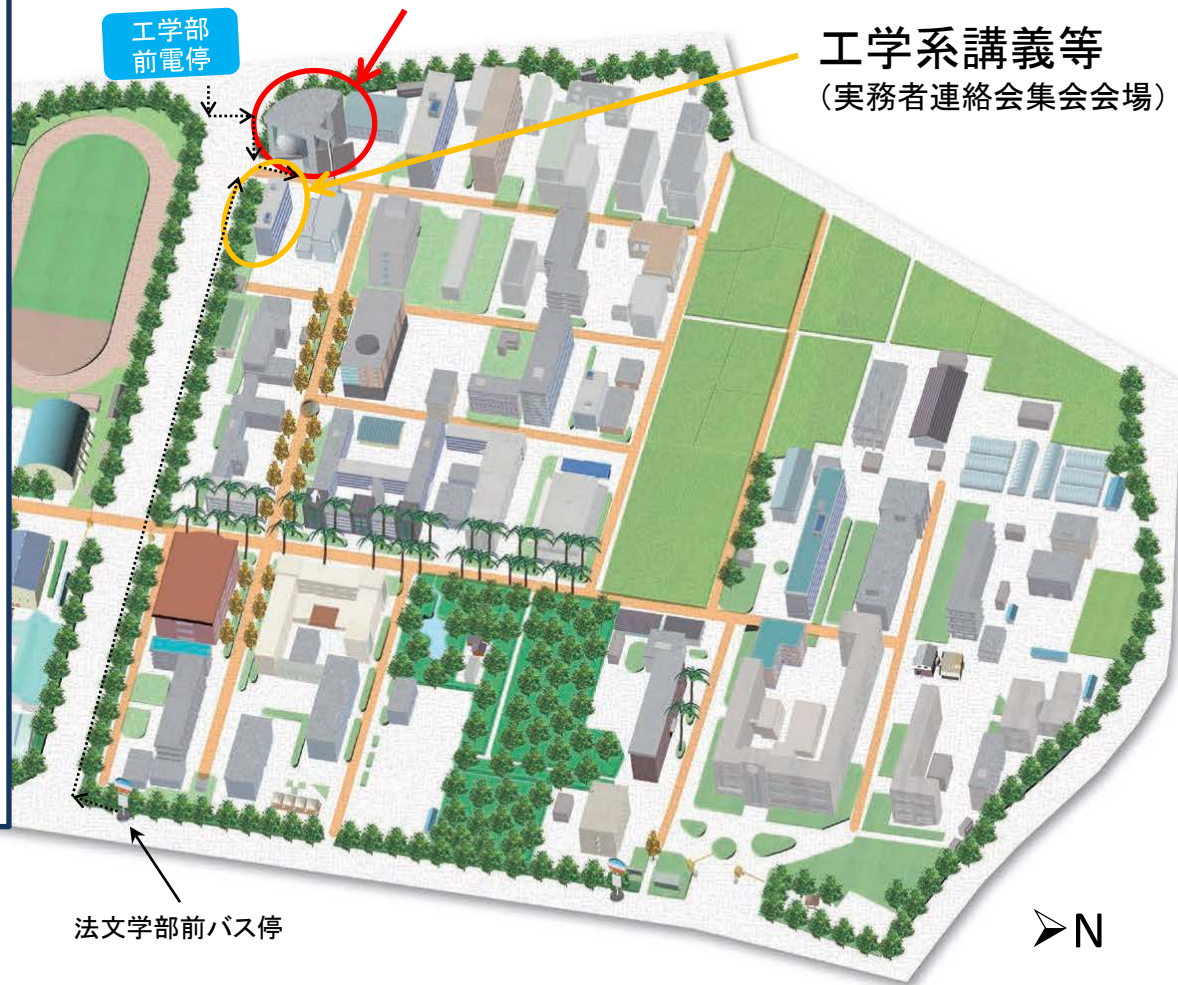 工学部
前電停
工学系講義等
（実務者連絡会集会会場）
法文学部前バス停
N